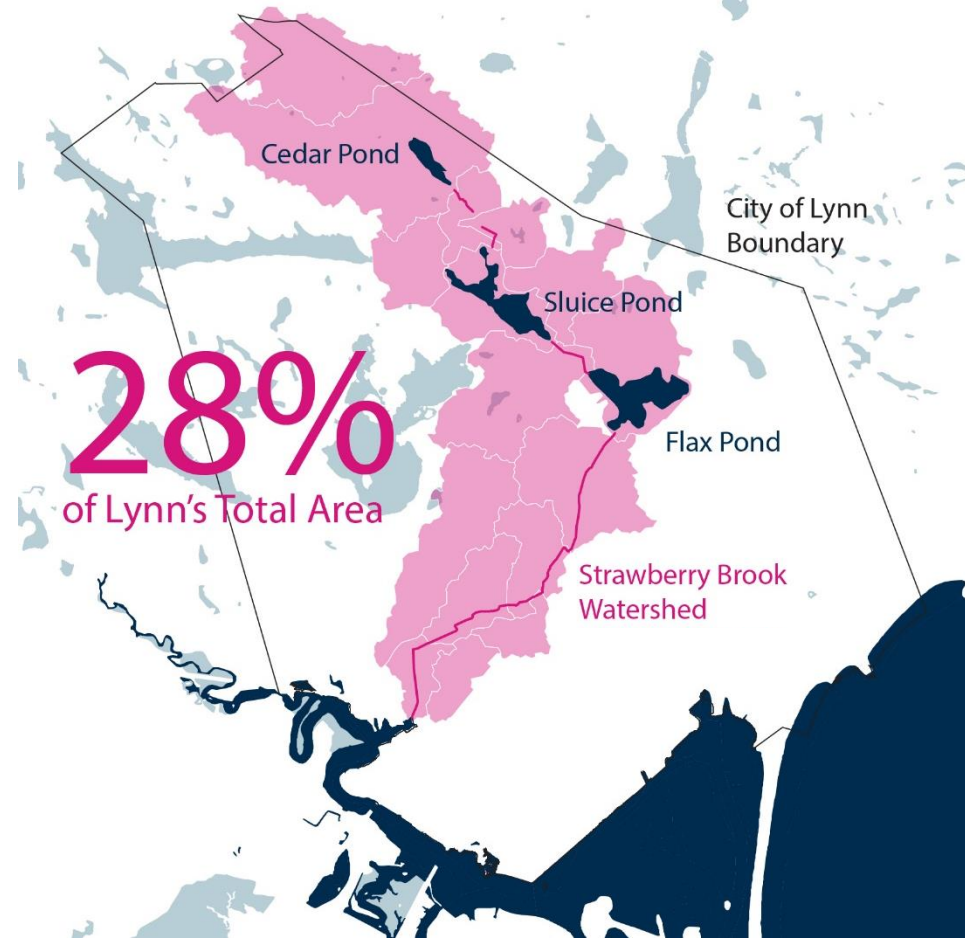 Cedar Pond
City of Lynn
Boundary
Sluice Pond
28%
of Lynn's Total Area
Flax Pond
Strawberry Brook
Watershed